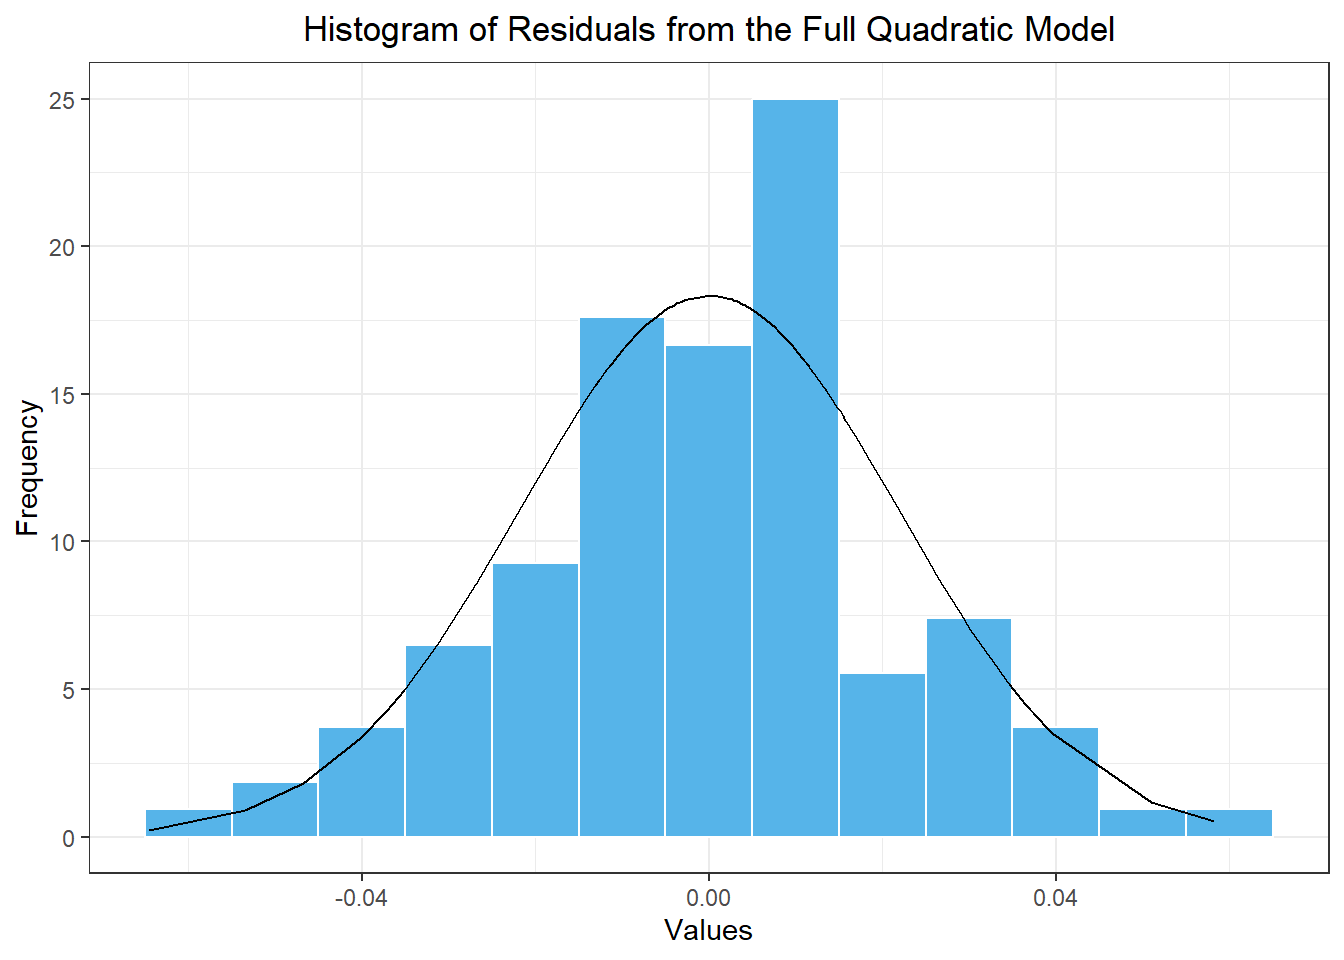 Histogram of Residuals from the Full Quadratic Model
25
20
15
10
5
0
Frequency
-0.04 0.00 0.04
Values